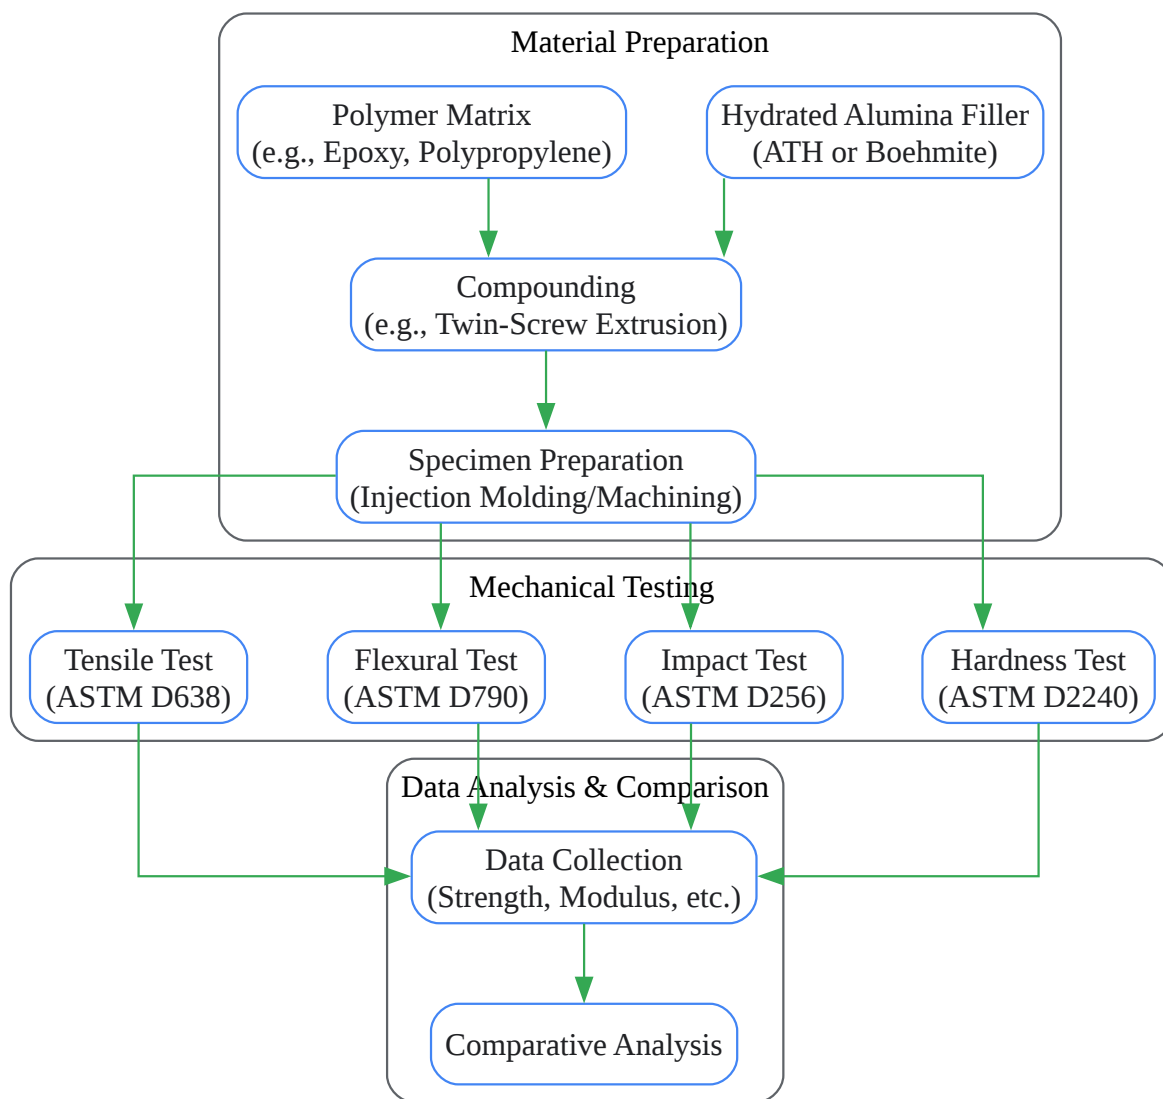 Material Preparation
Polymer Matrix
(e.g., Epoxy, Polypropylene)
Hydrated Alumina Filler
(ATH or Boehmite)
Compounding
(e.g., Twin-Screw Extrusion)
Specimen Preparation
(Injection Molding/Machining)
Mechanical Testing
Tensile Test
(ASTM D638)
Flexural Test
(ASTM D790)
Impact Test
(ASTM D256)
Hardness Test
(ASTM D2240)
Data Analysis & Comparison
Data Collection
(Strength, Modulus, etc.)
Comparative Analysis